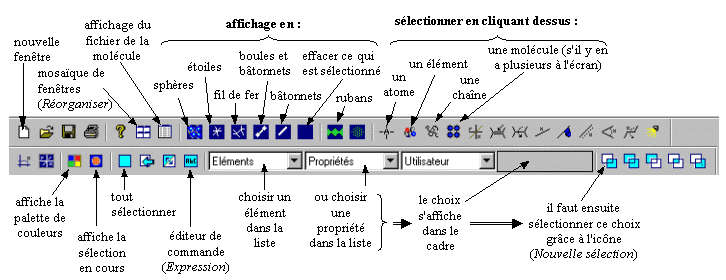 affichage du
fichier de la
molécule
affichage en :
sélectionner en cliquant dessus :
nouvelle
fenêtre
mosaïque de
fenêtres
(Réorganiser)
sphères
étoiles
fil de fer
boules et
bâtonnets
bâtonnets
effacer ce qui
est sélectionné
rubans
un
atome
un élément
une
chaîne
une molécule (s'il y en
a plusieurs à l'écran)
?
Abc
Eléments
Propriétés
Utilisateur
affiche la
palette de
couleurs
affiche la
sélection
en cours
tout
sélectionner
éditeur de
commande
(Expression)
choisir un
élément
dans la
liste
ou choisir
une
propriété
dans la liste
le choix
s'affiche
dans le
cadre
il faut ensuite
sélectionner ce choix
grâce à l'icône
(Nouvelle sélection)